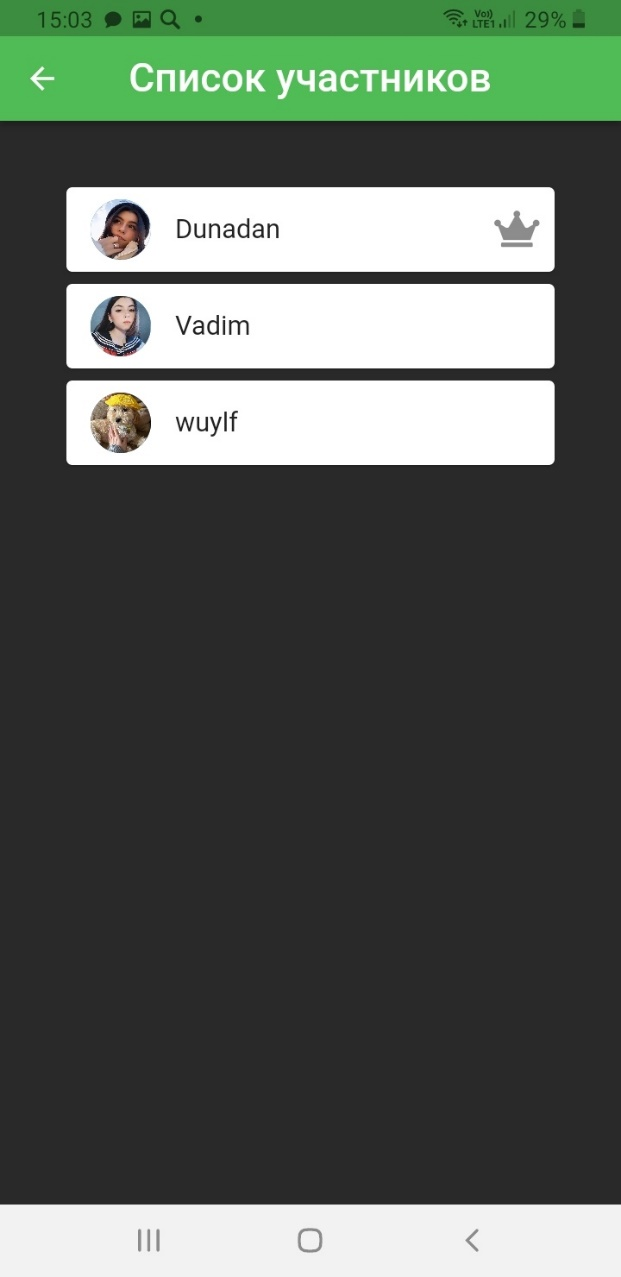 15:03 29%
Список участников
Dunadan
Vadim
wuylf